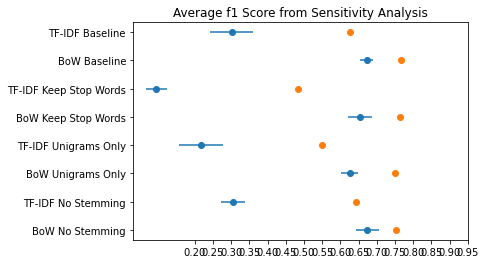 Average f1 Score from Sensitivity Analysis
TF-IDF Baseline
BoW Baseline
TF-IDF Keep Stop Words
BoW Keep Stop Words
TF-IDF Unigrams Only
BoW Unigrams Only
TF-IDF No Stemming
BoW No Stemming
0.20 0.25 0.30 0.35 0.40 0.45 0.50 0.55 0.60 0.65 0.70 0.75 0.80 0.85 0.90 0.95